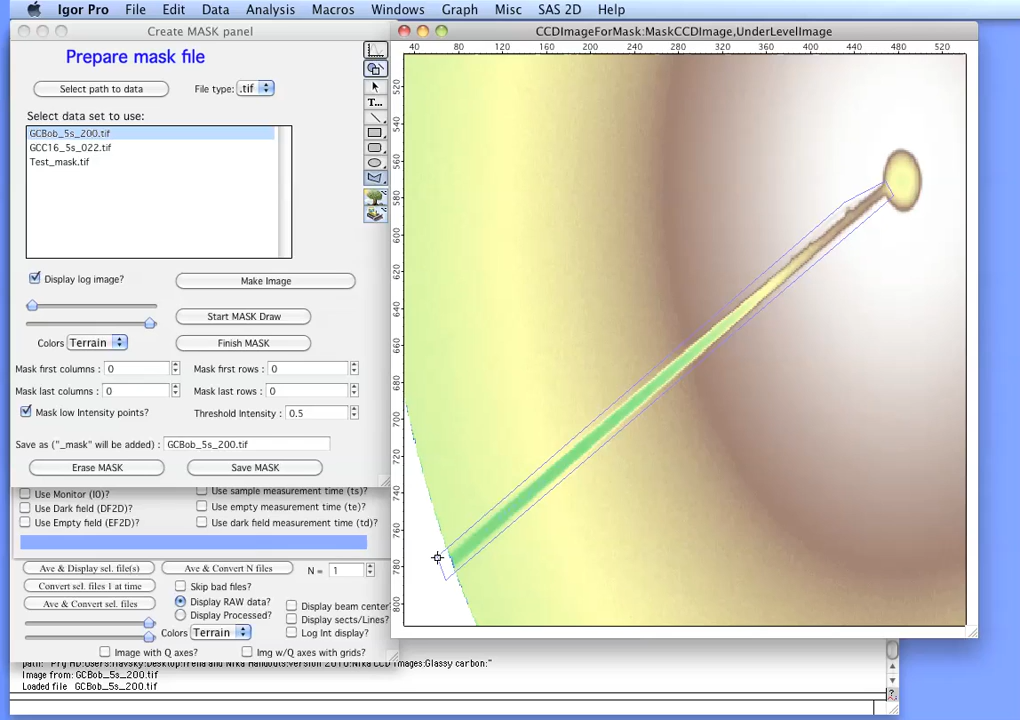 Igor Pro File Edit Data Analysis Macros Windows Graph Misc SAS 2D Help
Create MASK panel
Prepare mask file
Select path to data File type: .tif
Select data set to use:
GCBob_5s_200.tif
GCC16_5s_022.tif
Test_mask.tif
Display log image? Make Image
Start MASK Draw
Colors Terrain Finish MASK
Mask first columns : 0 Mask first rows : 0
Mask last columns : 0 Mask last rows : 0
Mask low Intensity points? Threshold Intensity : 0.5
Save as ("_mask" will be added) : GCBob_5s_200.tif
Erase MASK Save MASK
T...
CCDImageForMask:MaskCCDImage,UnderLevelImage
40 80 120 160 200 240 280 320 360 400 440 480 520
520
540
560
580
600
620
640
660
680
700
720
740
760
780
800
Use Monitor (I0)? Use sample measurement time (ts)?
Use Dark field (DF2D)? Use empty measurement time (te)?
Use Empty field (EF2D)? Use dark field measurement time (td)?
Ave & Display sel. file(s) Ave & Convert N files N = 1
Convert sel. files 1 at time Skip bad files?
Ave & Convert sel. files Display RAW data? Display beam center
Display Processed? Display sects/Lines?
Colors Terrain Log Int display?
Image with Q axes? Img w/Q axes with grids?
Image from: GCBob_5s_200.tif
Loaded file GCBob_5s_200.tif